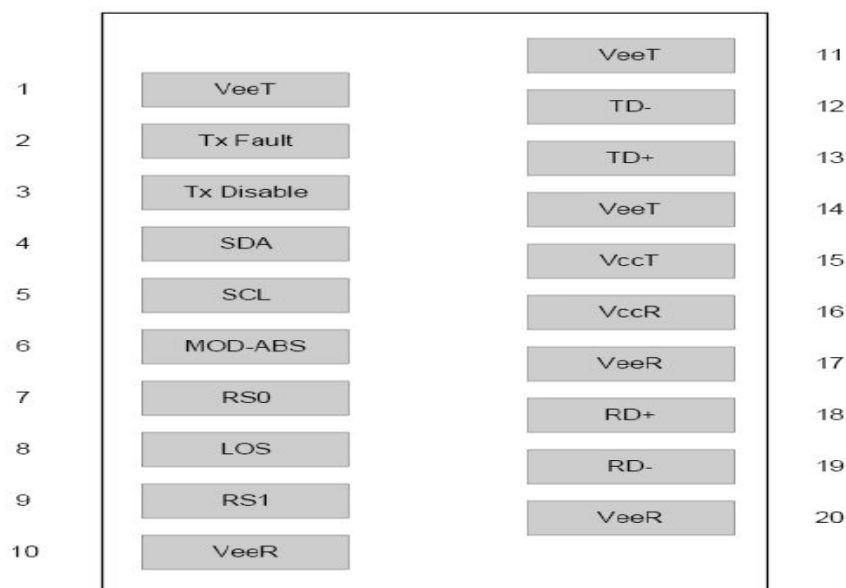 1 VeeT
2 Tx Fault
3 Tx Disable
4 SDA
5 SCL
6 MOD-ABS
7 RS0
8 LOS
9 RS1
10 VeeR
VeeT 11
TD- 12
TD+ 13
VeeT 14
VccT 15
VccR 16
VeeR 17
RD+ 18
RD- 19
VeeR 20